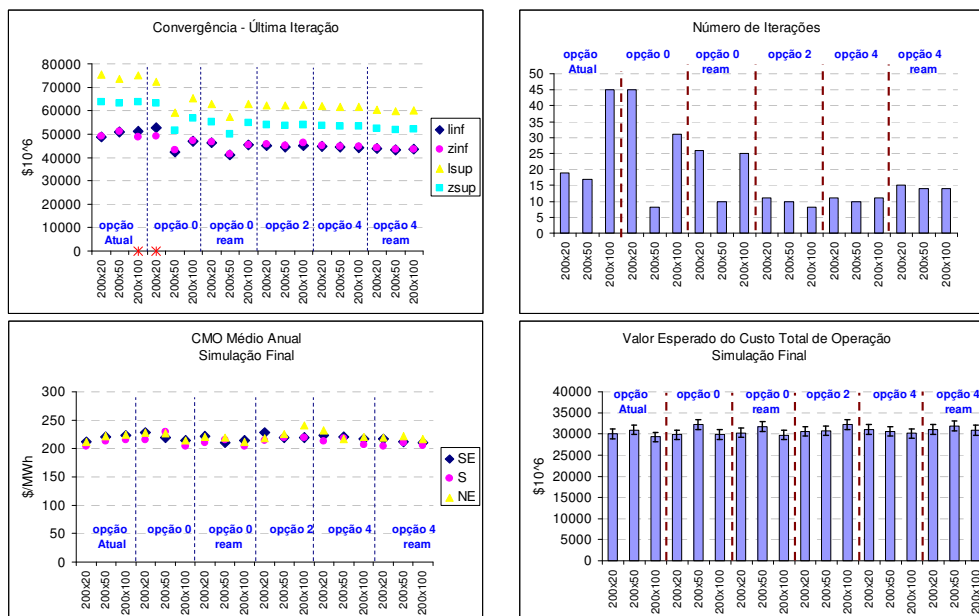 Convergência - Última Iteração
80000
70000
60000
50000
40000
30000
20000
10000
0
$10^6
opção Atual
opção 0
opção 0 ream
opção 2
opção 4
opção 4 ream
200x20
200x50
200x100
200x20
200x50
200x100
200x20
200x50
200x100
200x20
200x50
200x100
200x20
200x50
200x100
200x20
200x50
200x100
linf
zinf
lsup
zsup
Número de Iterações
opção Atual
opção 0
opção 0 ream
opção 2
opção 4
opção 4 ream
50
45
40
35
30
25
20
15
10
5
0
200x20
200x50
200x100
200x20
200x50
200x100
200x20
200x50
200x100
200x20
200x50
200x100
200x20
200x50
200x100
200x20
200x50
200x100
CMO Médio Anual
Simulação Final
300
250
200
150
100
50
0
$/MWh
opção Atual
opção 0
opção 0 ream
opção 2
opção 4
opção 4 ream
200x20
200x50
200x100
200x20
200x50
200x100
200x20
200x50
200x100
200x20
200x50
200x100
200x20
200x50
200x100
200x20
200x50
200x100
SE
S
NE
Valor Esperado do Custo Total de Operação
Simulação Final
40000
35000
30000
25000
20000
15000
10000
5000
0
$10^6
opção Atual
opção 0
opção 0 ream
opção 2
opção 4
opção 4 ream
200x20
200x50
200x100
200x20
200x50
200x100
200x20
200x50
200x100
200x20
200x50
200x100
200x20
200x50
200x100
200x20
200x50
200x100